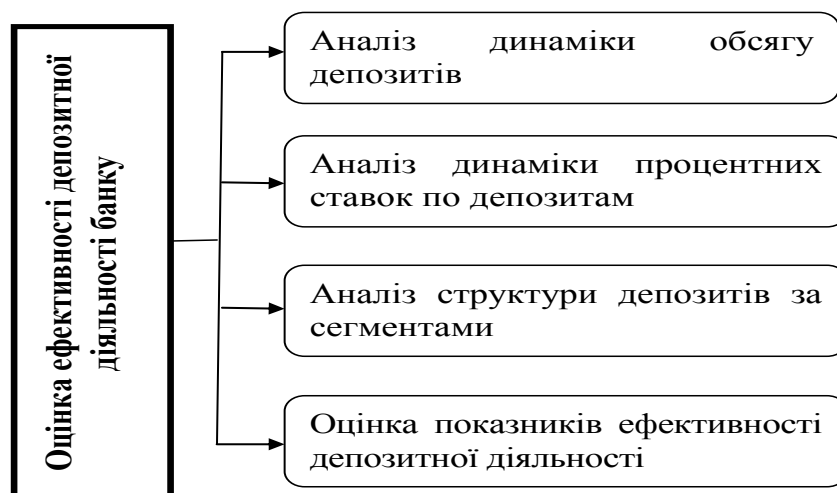 Оцінка ефективності депозитної
діяльності банку
Аналіз динаміки обсягу
депозитів
Аналіз динаміки процентних
ставок по депозитам
Аналіз структури депозитів за
сегментами
Оцінка показників ефективності
депозитної діяльності